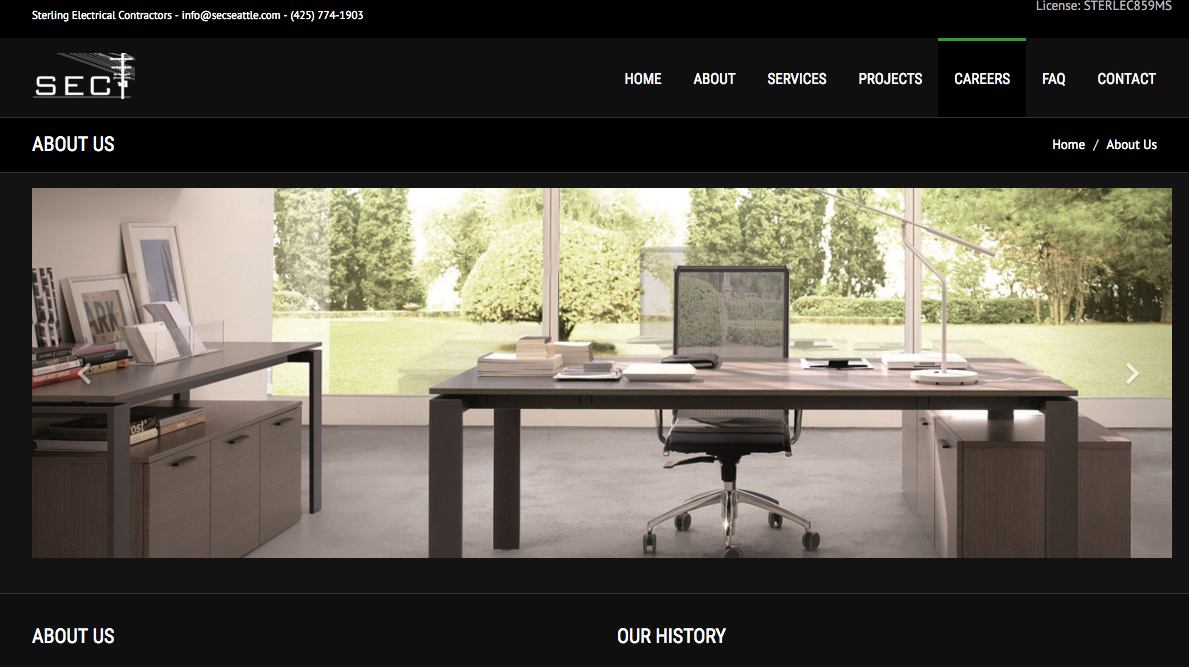 Sterling Electrical Contractors - info@secseattle.com - (425) 774-1903
License: STERLEC859MS
SEC
HOME ABOUT SERVICES PROJECTS CAREERS FAQ CONTACT
ABOUT US
Home / About Us
ARK
ABOUT US
OUR HISTORY